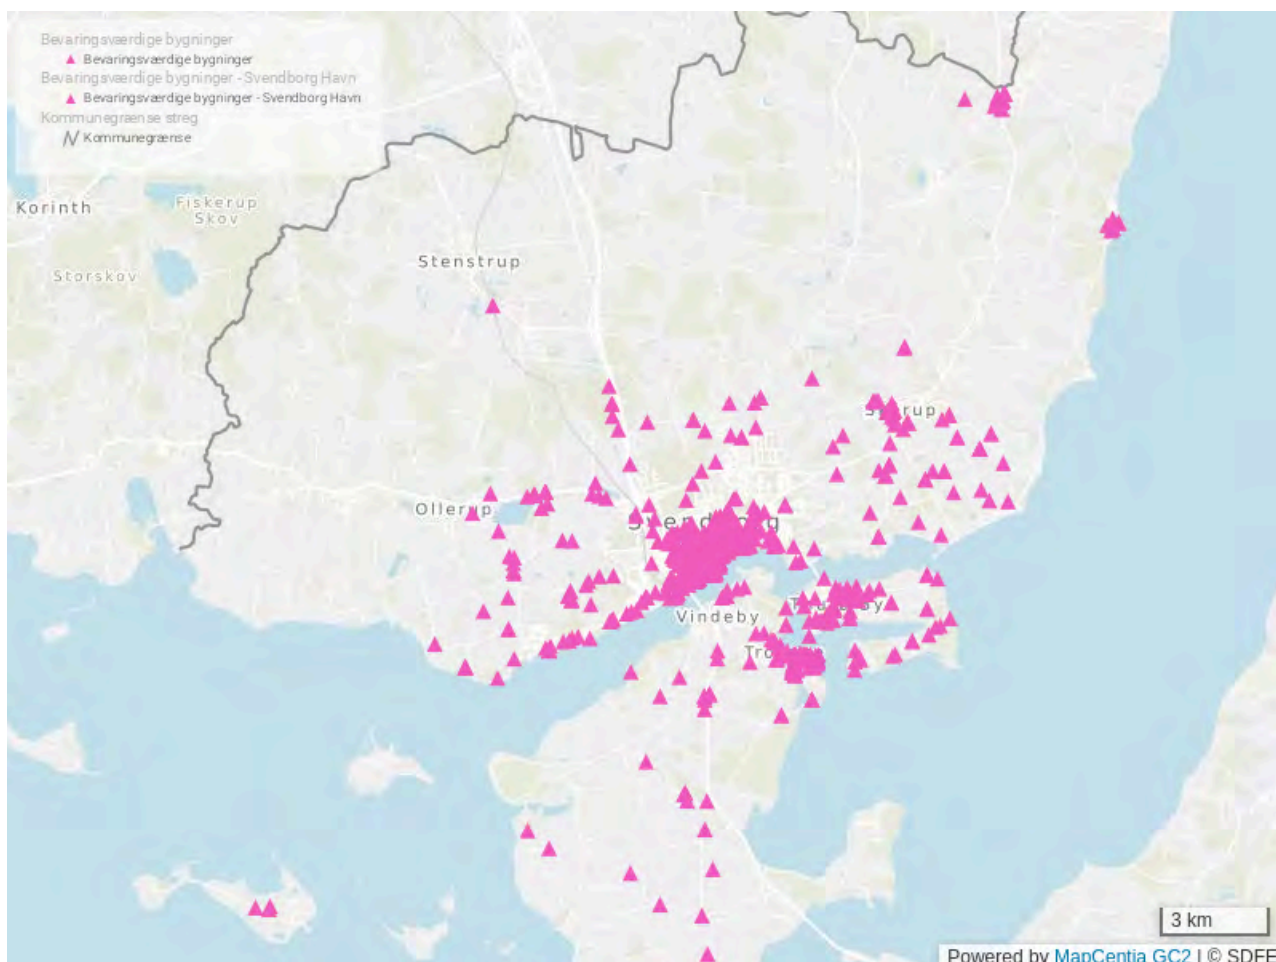 Bevaringsværdige bygninger
Bevaringsværdige bygninger
Bevaringsværdige bygninger - Svendborg Havn
Bevaringsværdige bygninger - Svendborg Havn
Kommunegrænse streg
Kommunegrænse
Korinth
Fiskerup
Skov
Storskov
Stenstrup
Ollerup
Svendborg
Vindeby
3 km
Powered by MapCentia GC2 | © SDFE